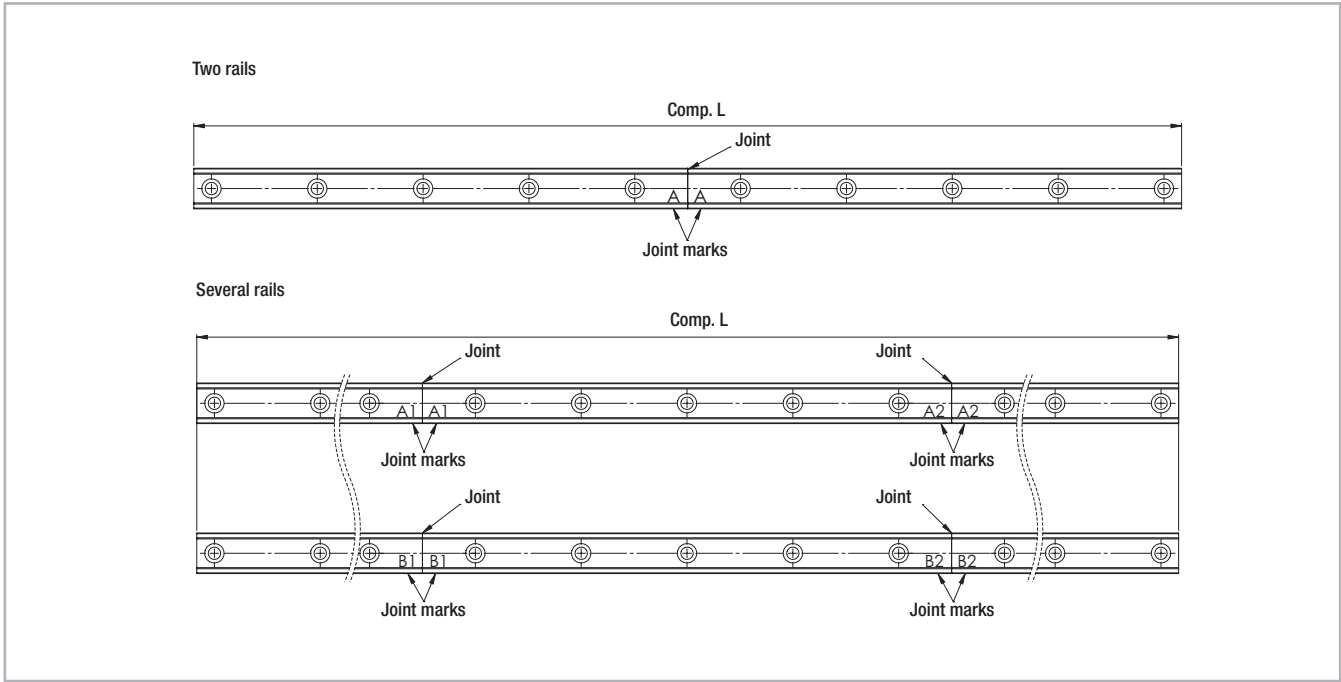 Two rails
Comp. L
Joint
A A
Joint marks
Several rails
Comp. L
Joint Joint
A1 A1 A2 A2
Joint marks Joint marks
Joint Joint
B1 B1 B2 B2
Joint marks Joint marks